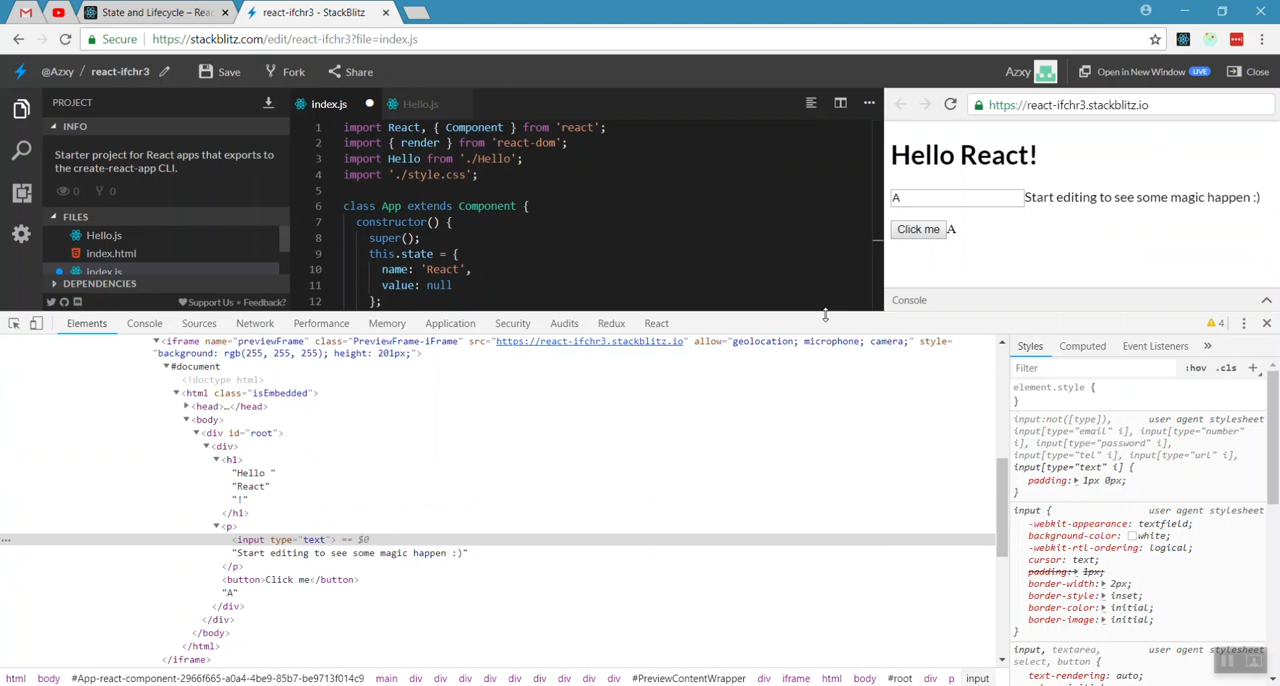 State and Lifecycle – Reac
react-ifchr3 - StackBlitz
Secure
https://stackblitz.com/edit/react-ifchr3?file=index.js
@Azxy / react-ifchr3
Save
Fork
Share
Azxy
Open in New Window LIVE
Close
PROJECT
INFO
Starter project for React apps that exports to
the create-react-app CLI.
0 0
FILES
Hello.js
index.html
index.js
DEPENDENCIES
Support Us
Feedback?
index.js
Hello.js
1 import React, { Component } from 'react';
2 import { render } from 'react-dom';
3 import Hello from './Hello';
4 import './style.css';
5
6 class App extends Component {
7 constructor() {
8 super();
9 this.state = {
10 name: 'React',
11 value: null
12 };
https://react-ifchr3.stackblitz.io
Hello React!
A Start editing to see some magic happen :)
Click me A
Console
Elements Console Sources Network Performance Memory Application Security Audits Redux React
4
<iframe name="previewFrame" class="PreviewFrame-iFrame" src="https://react-ifchr3.stackblitz.io" allow="geolocation; microphone; camera;" style=
"background: rgb(255, 255, 255); height: 201px;">
#document
<!doctype html>
<html class="isEmbedded">
<head>…</head>
<body>
<div id="root">
<div>
<h1>
"Hello "
"React"
"!"
</h1>
<p>
... <input type="text"> == $0
"Start editing to see some magic happen :)"
</p>
<button>Click me</button>
"A"
</div>
</div>
</body>
</html>
</iframe>
html body #App-react-component-2966f665-a0a4-4be9-85b7-be9713f014c9 main div div div div div div div #PreviewContentWrapper div iframe html body #root div p input
Styles Computed Event Listeners »
Filter :hov .cls +
element.style {
}
input:not([type]), user agent stylesheet
input[type="email" i], input[type="number"
i], input[type="password" i],
input[type="tel" i], input[type="url" i],
input[type="text" i] {
padding: 1px 0px;
}
input { user agent stylesheet
-webkit-appearance: textfield;
background-color: white;
-webkit-rtl-ordering: logical;
cursor: text;
padding: 1px;
border-width: 2px;
border-style: inset;
border-color: initial;
border-image: initial;
}
input, textarea, user agent stylesheet
select, button {
text-rendering: auto;